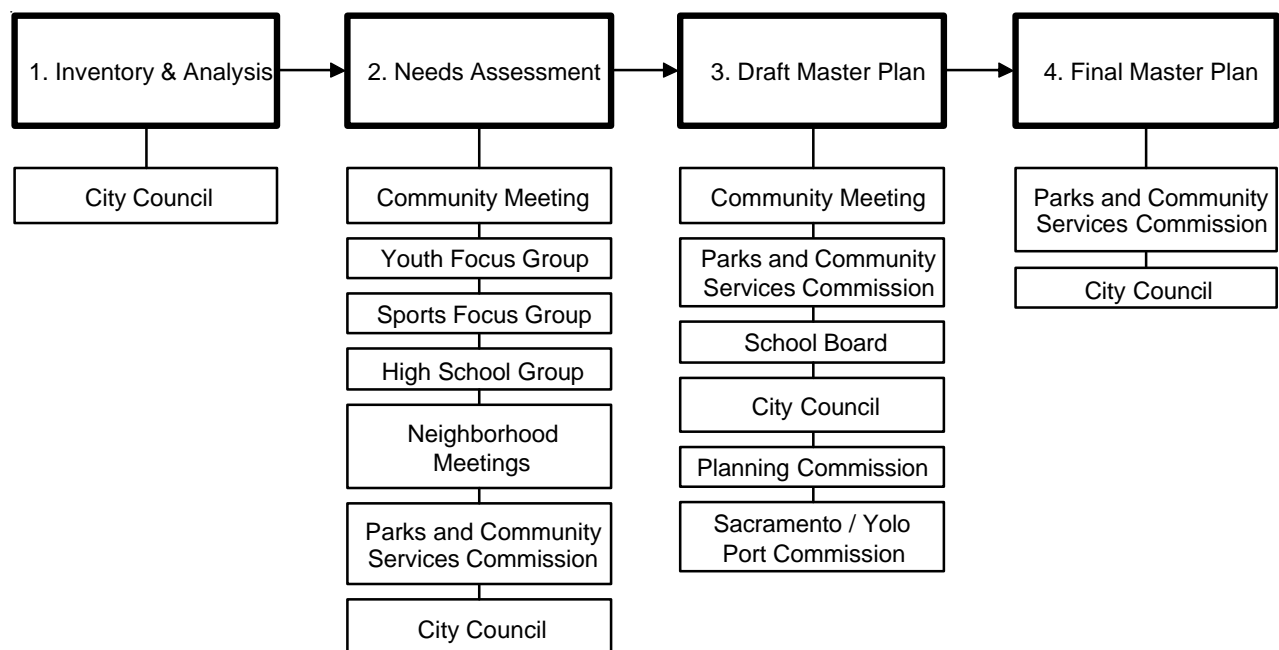 1. Inventory & Analysis
City Council
2. Needs Assessment
Community Meeting
Youth Focus Group
Sports Focus Group
High School Group
Neighborhood
Meetings
Parks and Community
Services Commission
City Council
3. Draft Master Plan
Community Meeting
Parks and Community
Services Commission
School Board
City Council
Planning Commission
Sacramento / Yolo
Port Commission
4. Final Master Plan
Parks and Community
Services Commission
City Council